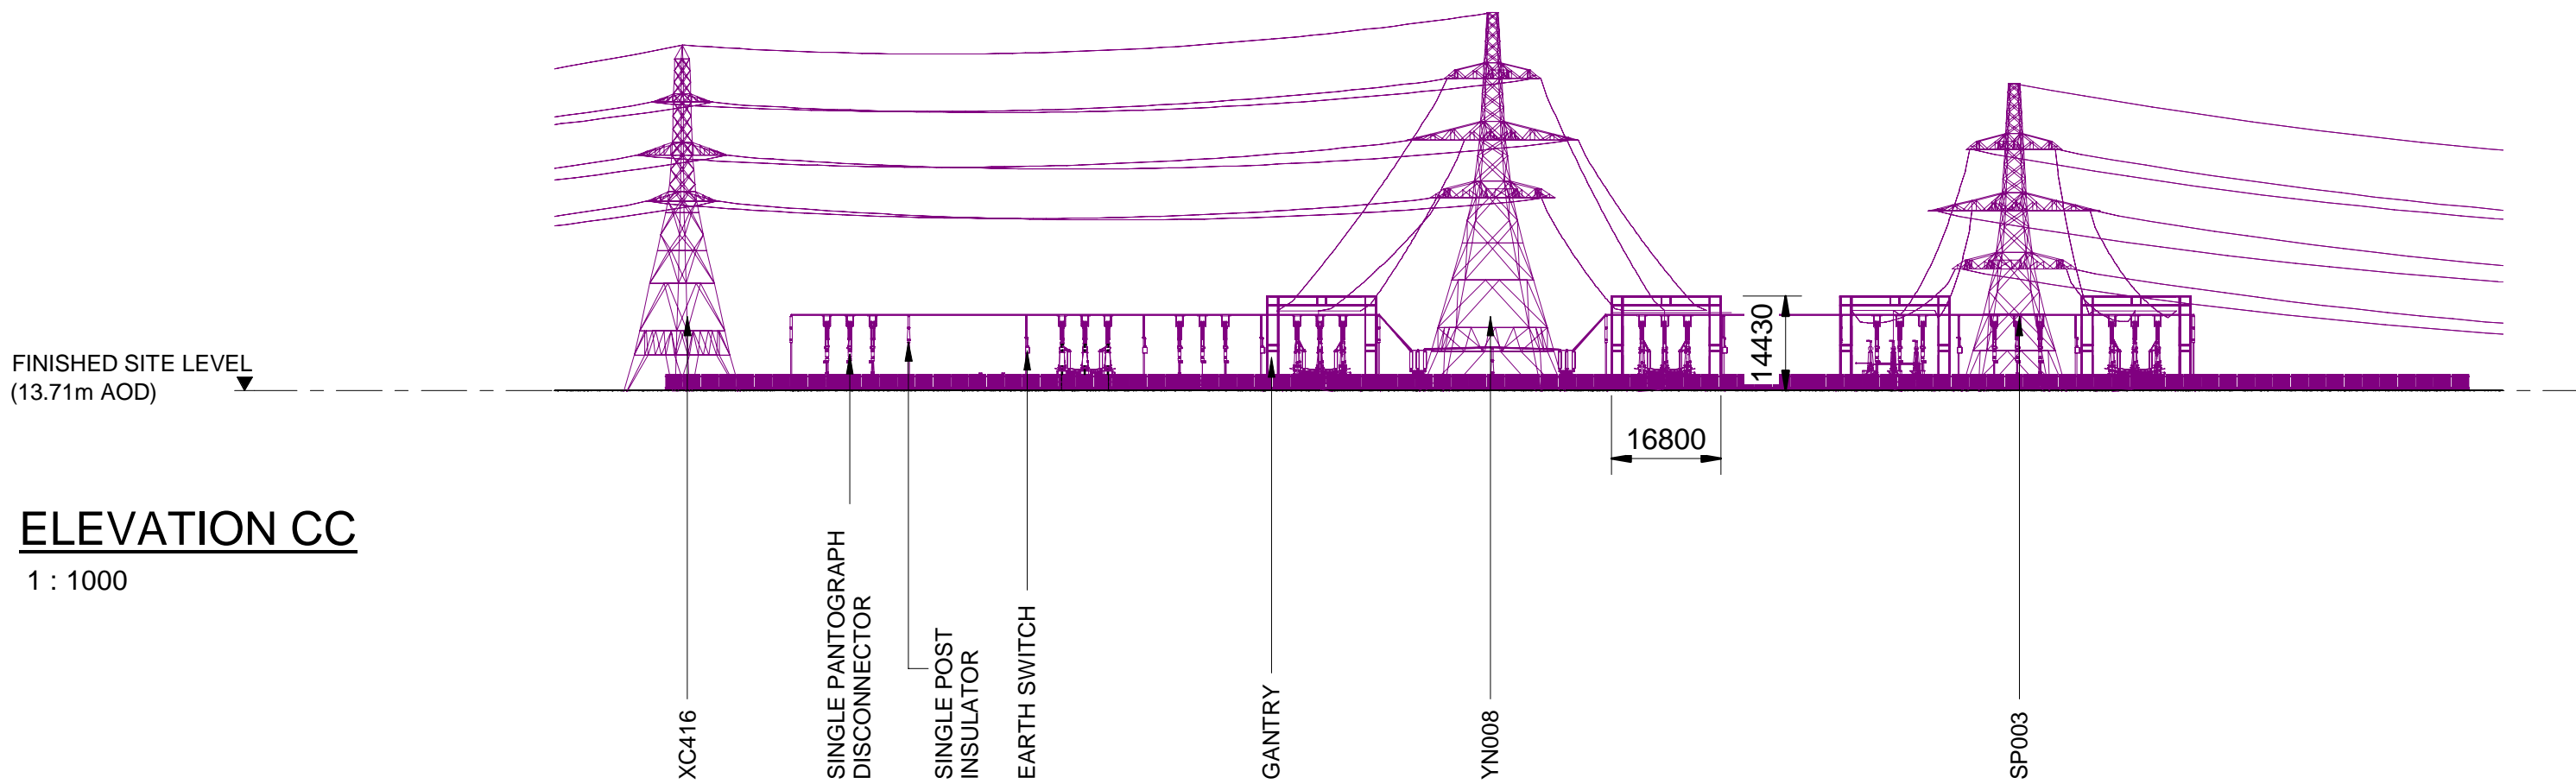 FINISHED SITE LEVEL
(13.71m AOD)
14430
16800
ELEVATION CC
1 : 1000
XC416
SINGLE PANTOGRAPH
DISCONNECTOR
SINGLE POST
INSULATOR
EARTH SWITCH
GANTRY
YN008
SP003